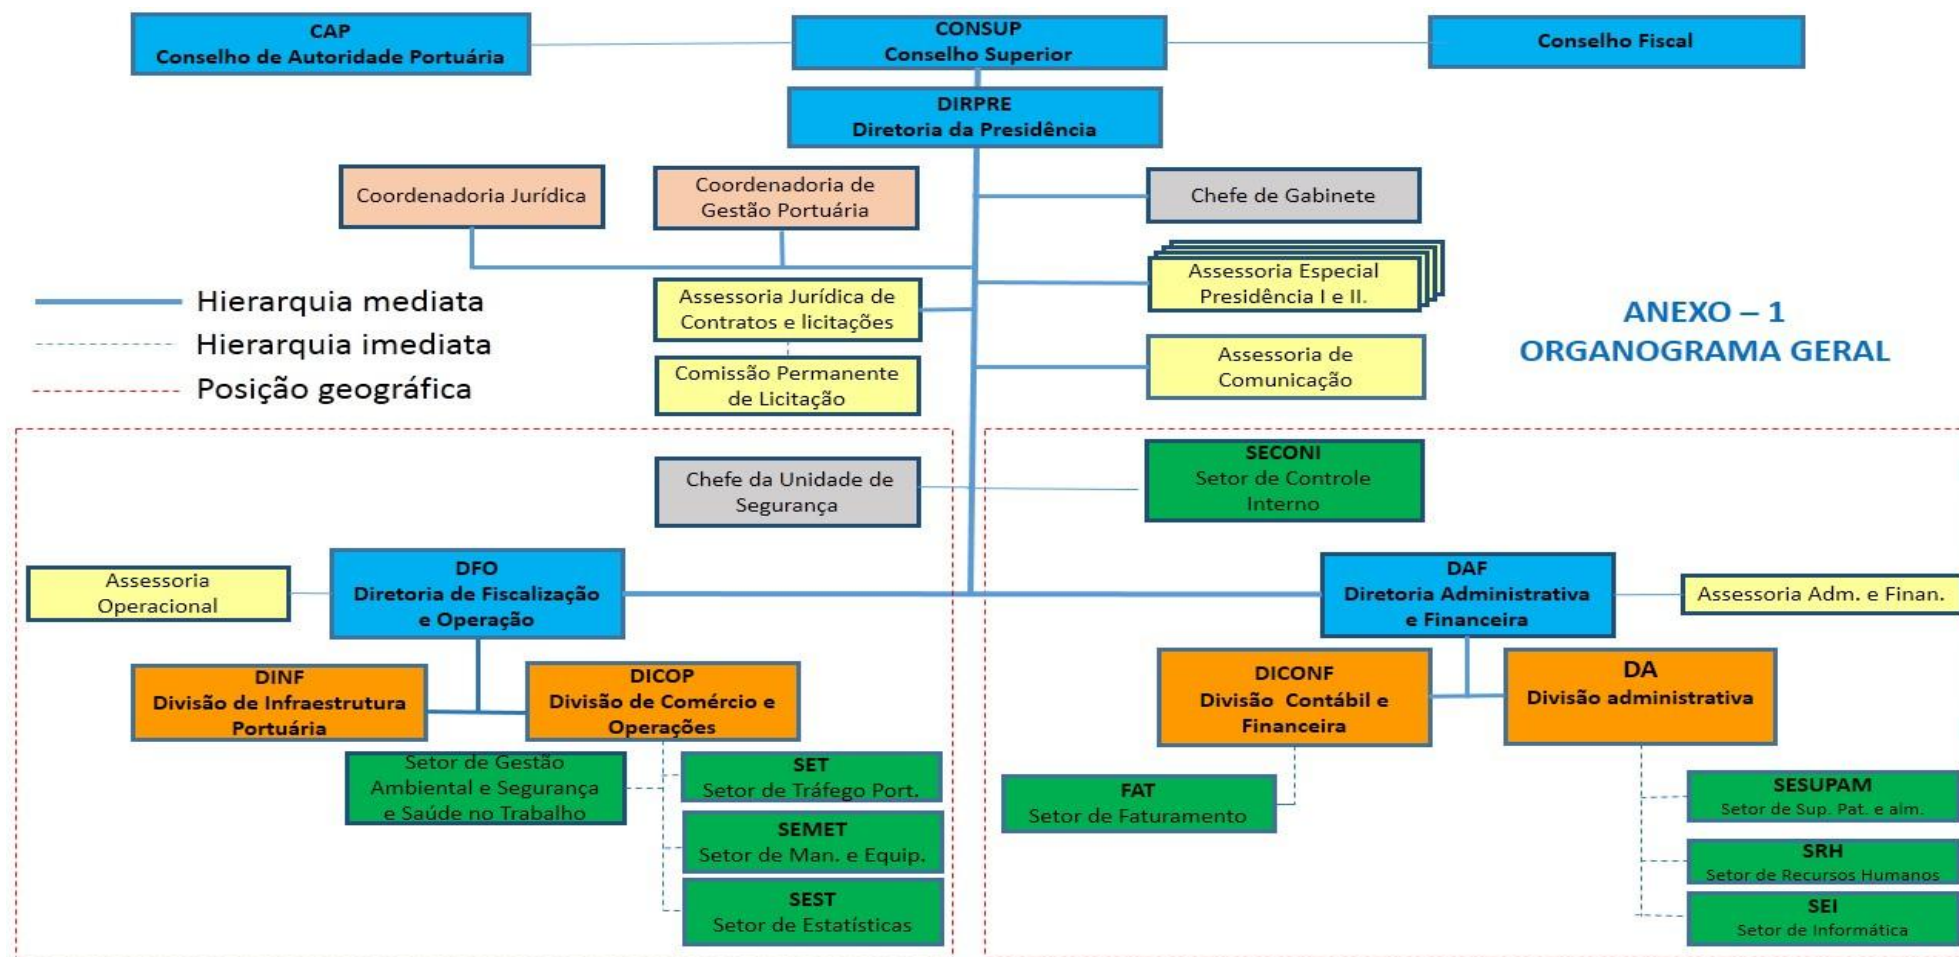 CAP
Conselho de Autoridade Portuária
CONSUP
Conselho Superior
Conselho Fiscal
DIRPRE
Diretoria da Presidência
Coordenadoria Jurídica
Coordenadoria de
Gestão Portuária
Chefe de Gabinete
Assessoria Especial
Presidência I e II.
Assessoria Jurídica de
Contratos e licitações
Hierarquia mediata
Hierarquia imediata
Posição geográfica
ANEXO – 1
ORGANOGRAMA GERAL
Assessoria de
Comunicação
Comissão Permanente
de Licitação
Chefe da Unidade de
Segurança
SECONI
Setor de Controle
Interno
Assessoria
Operacional
DFO
Diretoria de Fiscalização
e Operação
DAF
Diretoria Administrativa
e Financeira
Assessoria Adm. e Finan.
DINF
Divisão de Infraestrutura
Portuária
DICOP
Divisão de Comércio e
Operações
DICONF
Divisão Contábil e
Financeira
DA
Divisão administrativa
Setor de Gestão
Ambiental e Segurança
e Saúde no Trabalho
SET
Setor de Tráfego Port.
SEMET
Setor de Man. e Equip.
SEST
Setor de Estatísticas
FAT
Setor de Faturamento
SESUPAM
Setor de Sup. Pat. e alm.
SRH
Setor de Recursos Humanos
SEI
Setor de Informática